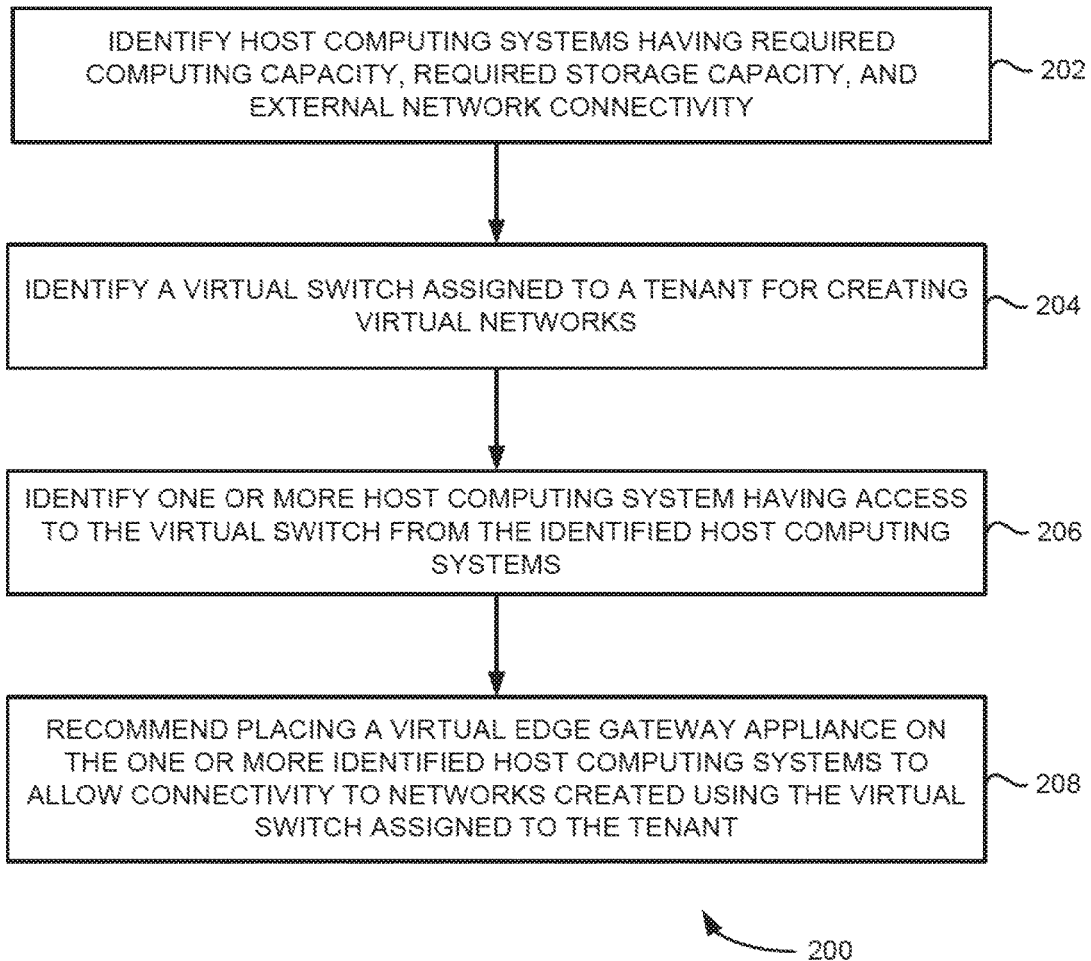 IDENTIFY HOST COMPUTING SYSTEMS HAVING REQUIRED
COMPUTING CAPACITY, REQUIRED STORAGE CAPACITY, AND
EXTERNAL NETWORK CONNECTIVITY
202
IDENTIFY A VIRTUAL SWITCH ASSIGNED TO A TENANT FOR CREATING
VIRTUAL NETWORKS
204
IDENTIFY ONE OR MORE HOST COMPUTING SYSTEM HAVING ACCESS
TO THE VIRTUAL SWITCH FROM THE IDENTIFIED HOST COMPUTING
SYSTEMS
206
RECOMMEND PLACING A VIRTUAL EDGE GATEWAY APPLIANCE ON
THE ONE OR MORE IDENTIFIED HOST COMPUTING SYSTEMS TO
ALLOW CONNECTIVITY TO NETWORKS CREATED USING THE VIRTUAL
SWITCH ASSIGNED TO THE TENANT
208
200